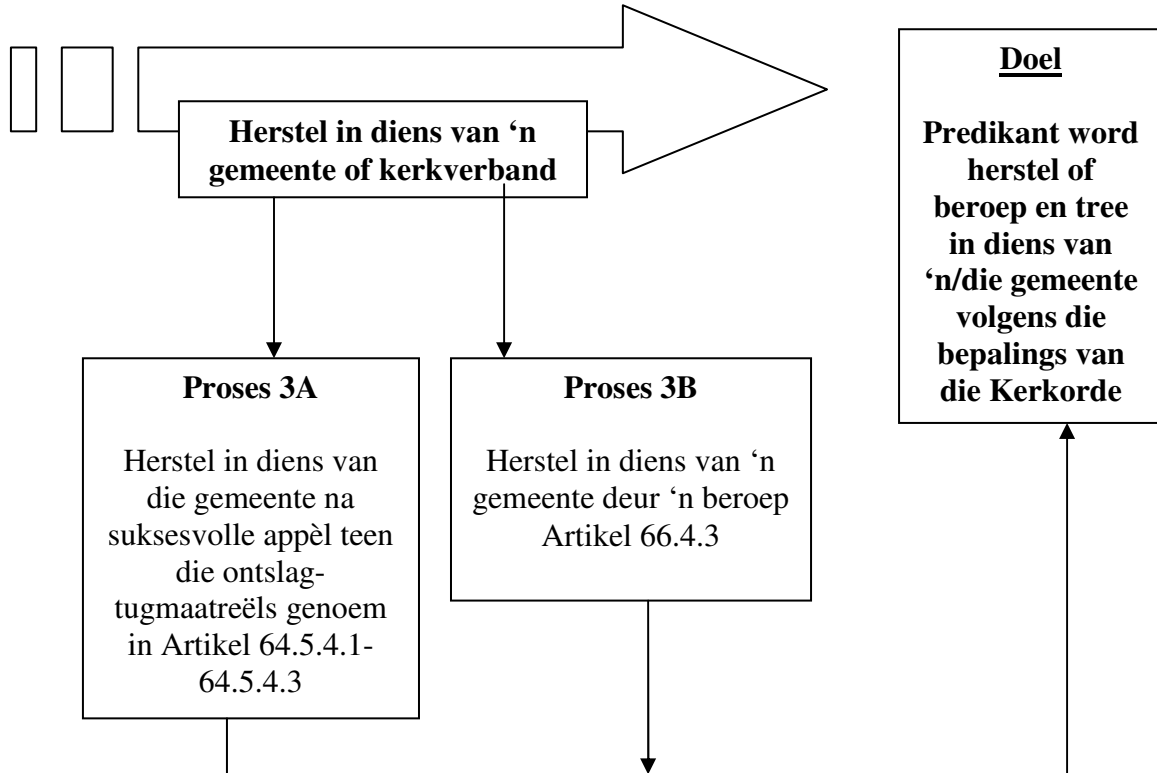 Herstel in diens van ‘n
gemeente of kerkverband
Doel
Predikant word
herstel of
beroep en tree
in diens van
‘n/die gemeente
volgens die
bepalings van
die Kerkorde
Proses 3A
Herstel in diens van
die gemeente na
suksesvolle appèl teen
die ontslag-
tugmaatreëls genoem
in Artikel 64.5.4.1-
64.5.4.3
Proses 3B
Herstel in diens van ‘n
gemeente deur ‘n beroep
Artikel 66.4.3